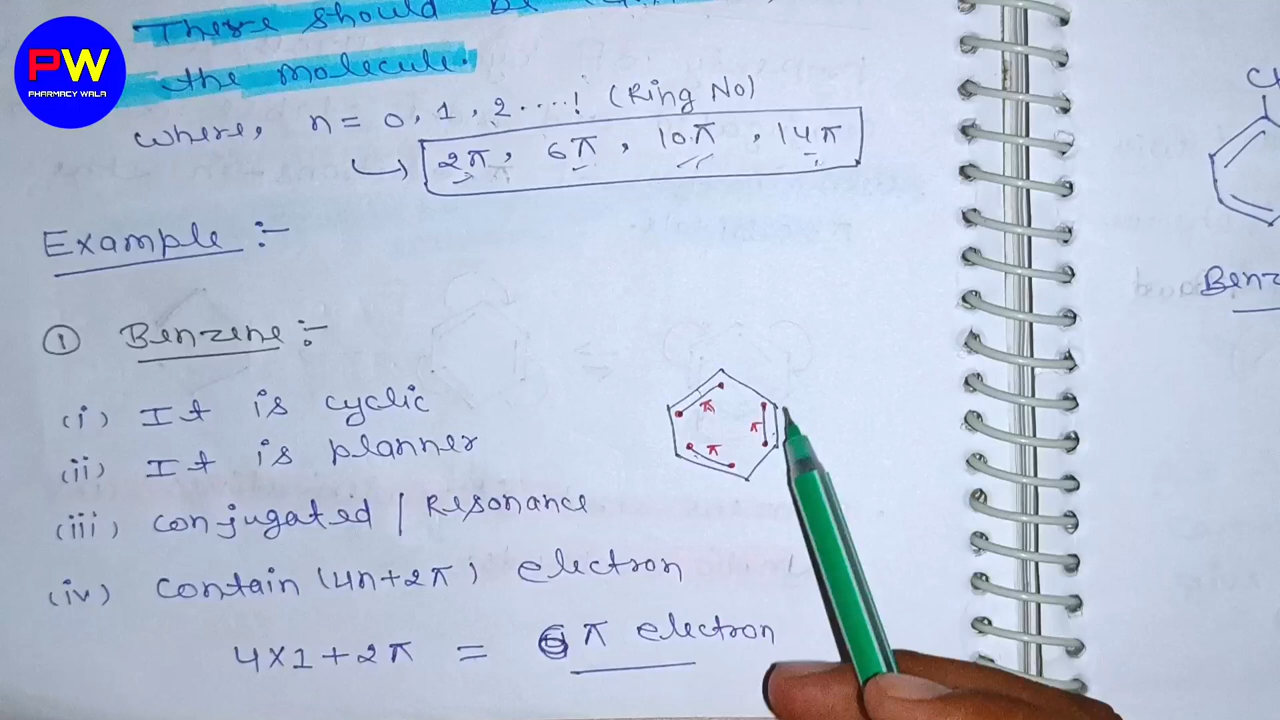 There should be
the molecule.
PW
PHARMACY WALA
where, n = 0, 1, 2 ....! (Ring No)
2π, 6π, 10π, 14π
Example :-
① Benzene :-
(i) It is cyclic
(ii) It is planner
(iii) conjugated / Resonance
(iv) contain (4n+2π) electron
4×1+2π = 6 π electron
π
π
π